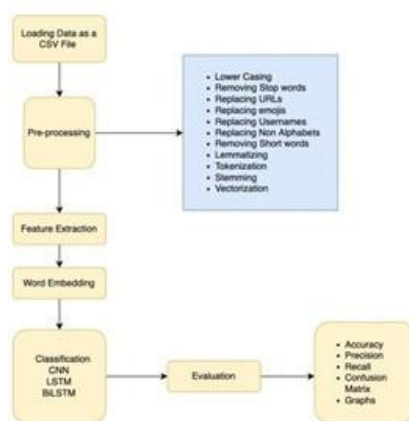 Loading Data as a
CSV File
Pre-processing
• Lower Casing
• Removing Stop words
• Replacing URLs
• Replacing emojis
• Replacing Usernames
• Replacing Non Alphabets
• Removing Short words
• Lemmatizing
• Tokenization
• Stemming
• Vectorization
Feature Extraction
Word Embedding
Classification
CNN
LSTM
BiLSTM
Evaluation
• Accuracy
• Precision
• Recall
• Confusion
Matrix
• Graphs